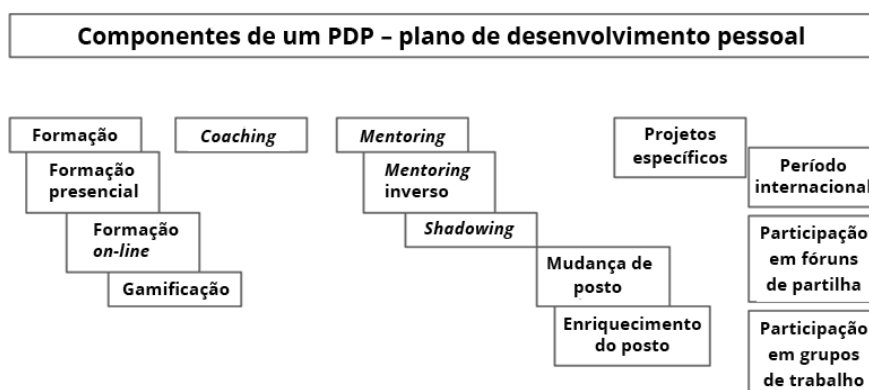 Componentes de um PDP – plano de desenvolvimento pessoal
Formação
Formação
presencial
Formação
on-line
Gamificação
Coaching
Mentoring
Mentoring
inverso
Shadowing
Mudança de
posto
Enriquecimento
do posto
Projetos
específicos
Período
internacional
Participação
em fóruns
de partilha
Participação
em grupos
de trabalho